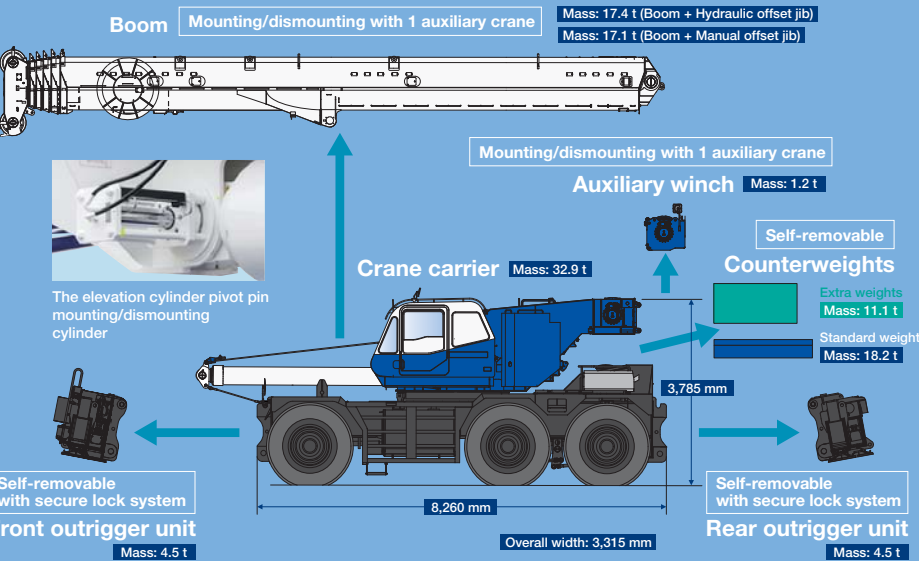 Boom
Mounting/dismounting with 1 auxiliary crane
Mass: 17.4 t (Boom + Hydraulic offset jib)
Mass: 17.1 t (Boom + Manual offset jib)
Mounting/dismounting with 1 auxiliary crane
Auxiliary winch
Mass: 1.2 t
The elevation cylinder pivot pin
mounting/dismounting
cylinder
Crane carrier
Mass: 32.9 t
Self-removable
Counterweights
Extra weights
Mass: 11.1 t
Standard weight
Mass: 18.2 t
3,785 mm
8,260 mm
Overall width: 3,315 mm
Self-removable
with secure lock system
ront outrigger unit
Mass: 4.5 t
Self-removable
with secure lock system
Rear outrigger unit
Mass: 4.5 t